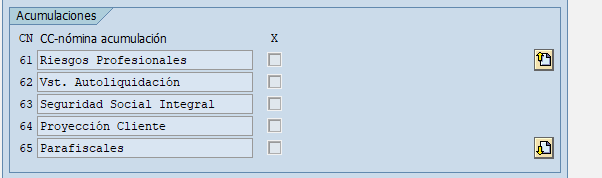 Acumulaciones
CN CC-nómina acumulación X
61 Riesgos Profesionales
62 Vst. Autoliquidación
63 Seguridad Social Integral
64 Proyección Cliente
65 Parafiscales